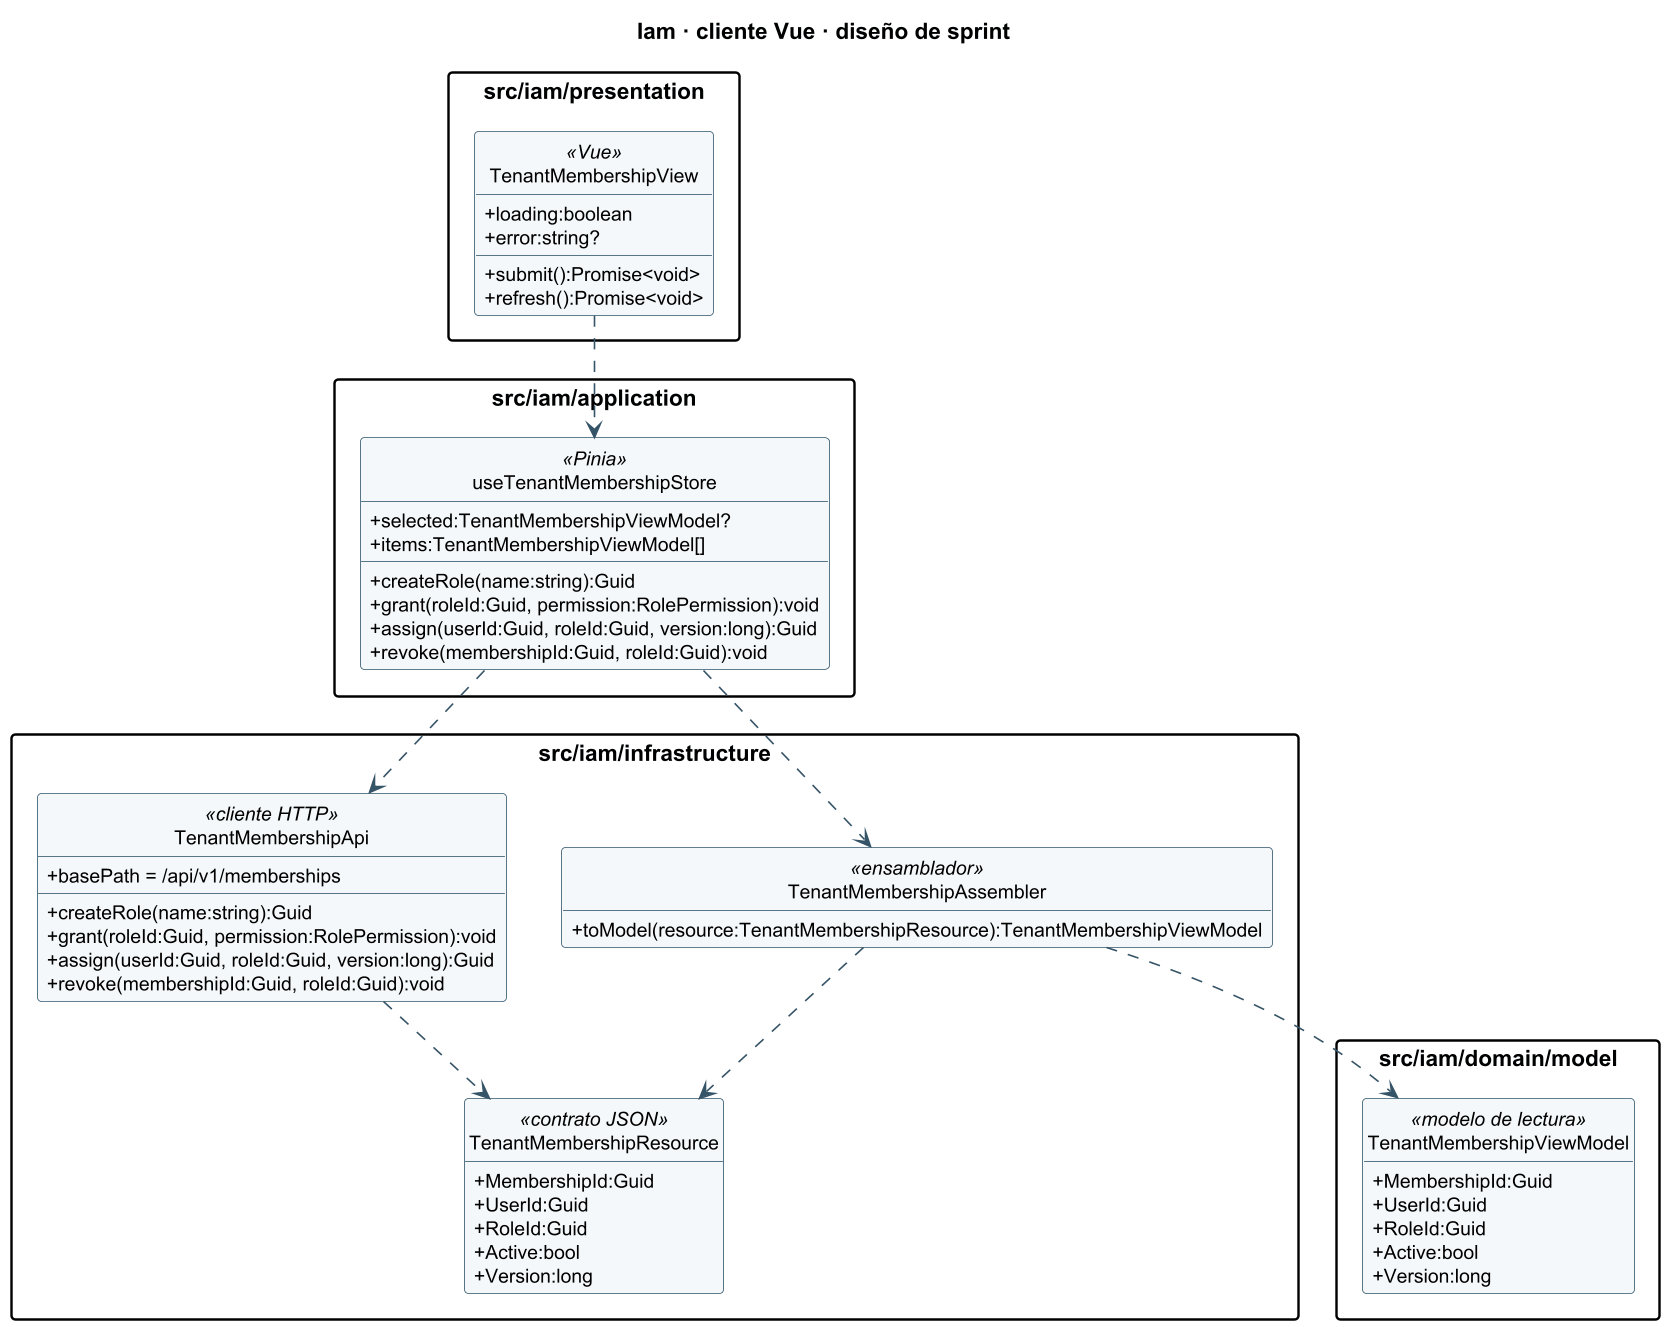 Iam · cliente Vue · diseño de sprint
src/iam/presentation
«Vue»
TenantMembershipView
+loading:boolean
+error:string?
+submit():Promise<void>
+refresh():Promise<void>
src/iam/application
«Pinia»
useTenantMembershipStore
+selected:TenantMembershipViewModel?
+items:TenantMembershipViewModel[]
+createRole(name:string):Guid
+grant(roleId:Guid, permission:RolePermission):void
+assign(userId:Guid, roleId:Guid, version:long):Guid
+revoke(membershipId:Guid, roleId:Guid):void
src/iam/infrastructure
«cliente HTTP»
TenantMembershipApi
+basePath = /api/v1/memberships
+createRole(name:string):Guid
+grant(roleId:Guid, permission:RolePermission):void
+assign(userId:Guid, roleId:Guid, version:long):Guid
+revoke(membershipId:Guid, roleId:Guid):void
«ensamblador»
TenantMembershipAssembler
+toModel(resource:TenantMembershipResource):TenantMembershipViewModel
«contrato JSON»
TenantMembershipResource
+MembershipId:Guid
+UserId:Guid
+RoleId:Guid
+Active:bool
+Version:long
src/iam/domain/model
«modelo de lectura»
TenantMembershipViewModel
+MembershipId:Guid
+UserId:Guid
+RoleId:Guid
+Active:bool
+Version:long